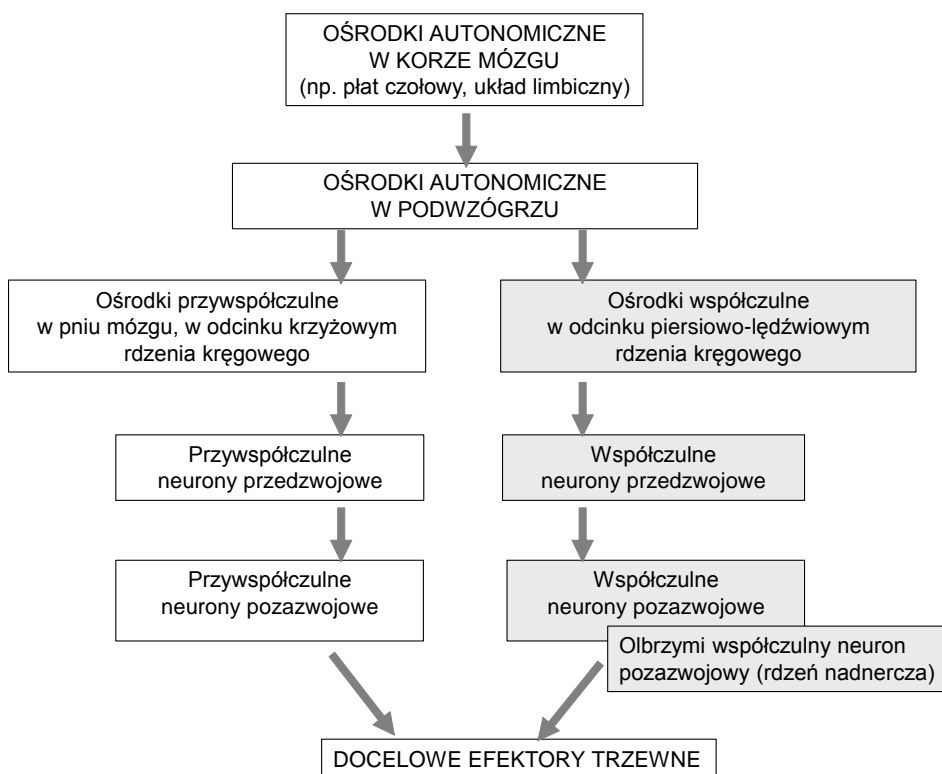 OŚRODKI AUTONOMICZNE
W KORZE MÓZGU
(np. płat czołowy, układ limbiczny)
OŚRODKI AUTONOMICZNE
W PODWZÓGRZU
Ośrodki przywspółczulne
w pniu mózgu, w odcinku krzyżowym
rdzenia kręgowego
Ośrodki współczulne
w odcinku piersiowo-lędźwiowym
rdzenia kręgowego
Przywspółczulne
neurony przedzwojowe
Współczulne
neurony przedzwojowe
Przywspółczulne
neurony pozazwojowe
Współczulne
neurony pozazwojowe
Olbrzymi współczulny neuron
pozazwojowy (rdzeń nadnercza)
DOCELOWE EFEKTORY TRZEWNE